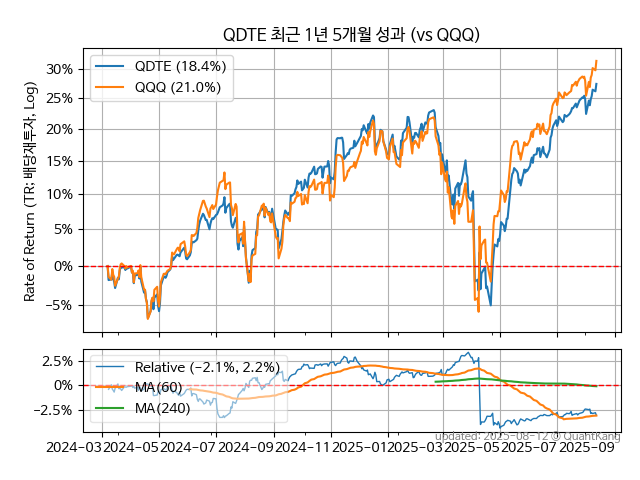 QDTE 최근 1년 5개월 성과 (vs QQQ)
QDTE (18.4%)
QQQ (21.0%)
Rate of Return (TR: 배당재투자, Log)
30%
25%
20%
15%
10%
5%
0%
−5%
Relative (−2.1%, 2.2%)
MA(60)
MA(240)
2.5%
0%
−2.5%
updated: 2025-08-12 © QuantKang
2024-03 2024-05 2024-07 2024-09 2024-11 2025-01 2025-03 2025-05 2025-07 2025-09